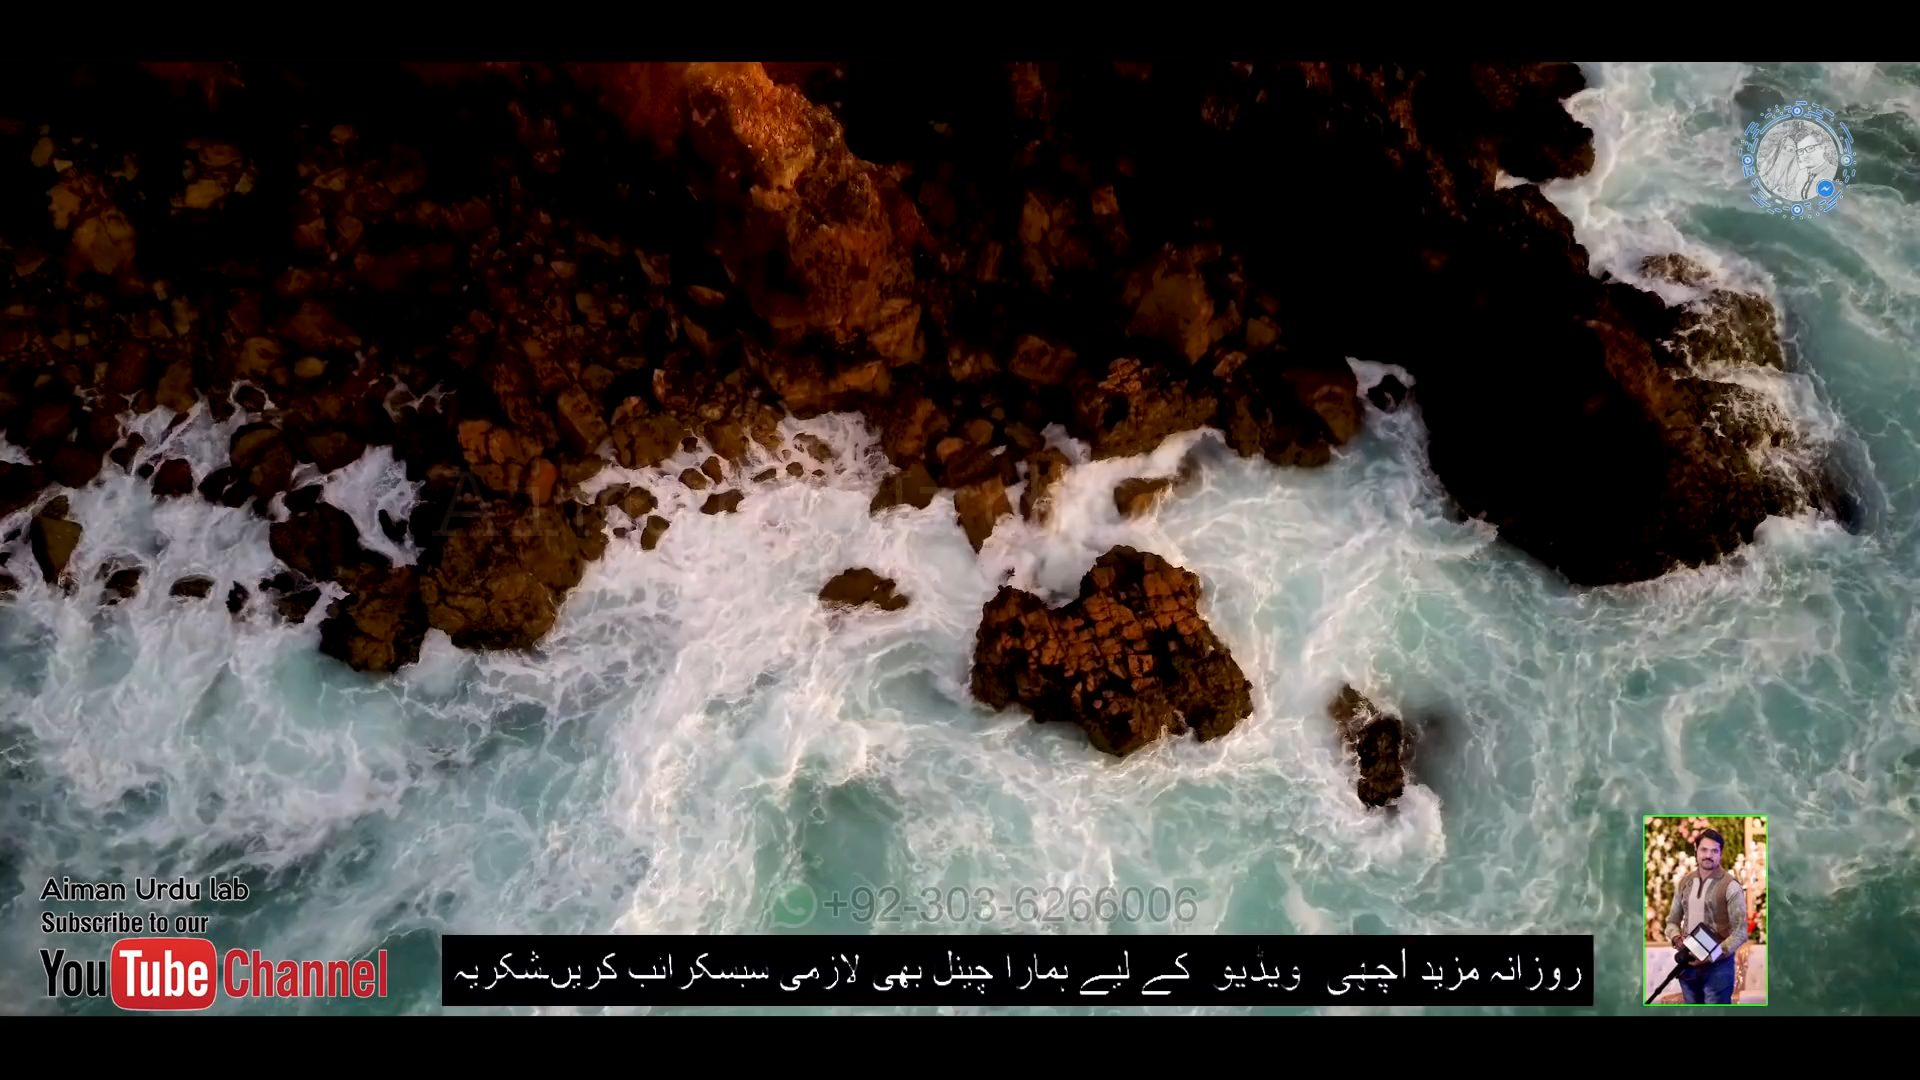 Aiman Urdu lab
Subscribe to our
YouTube Channel
+92-303-6266006
روزانہ مزید اچھی ویڈیو کے لیے ہمارا چینل بھی لازمی سبسکرائب کریں۔شکریہ